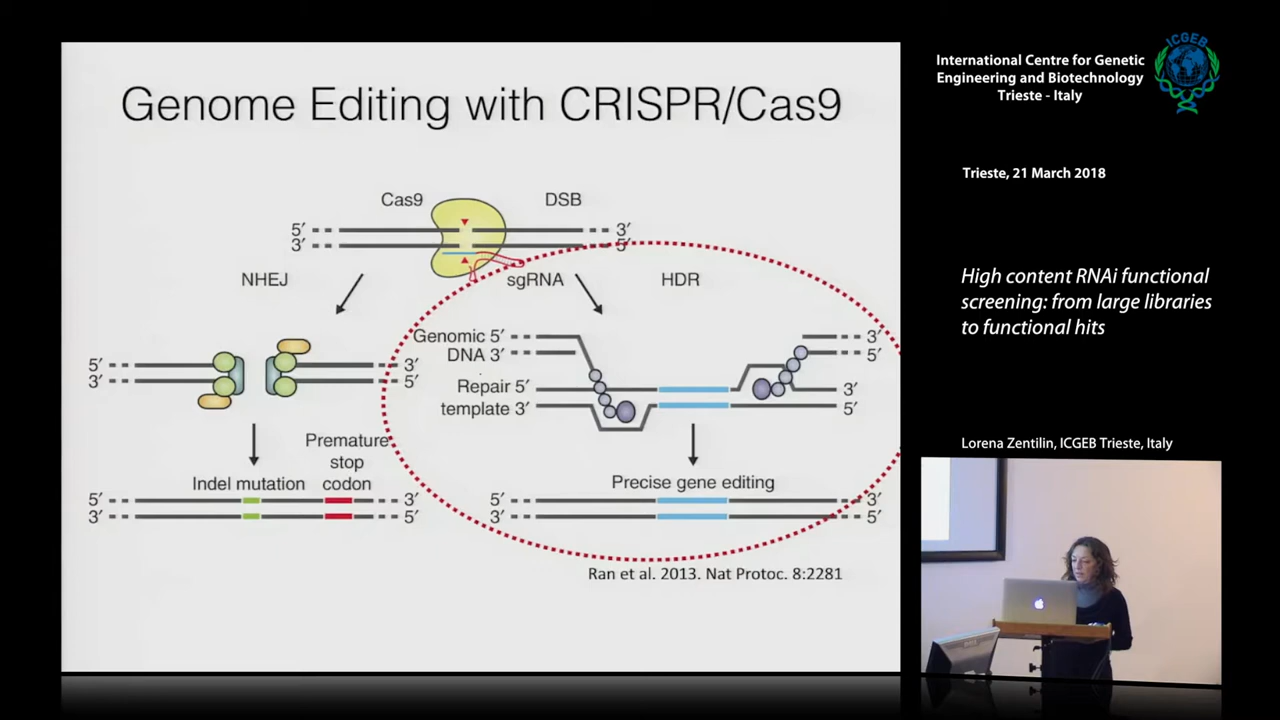 Genome Editing with CRISPR/Cas9
Cas9
DSB
5′
3′
3′
5′
NHEJ
sgRNA
HDR
Genomic 5′
DNA 3′
3′
5′
5′
3′
3′
5′
Repair 5′
template 3′
3′
5′
Premature
stop
codon
Indel mutation
Precise gene editing
5′
3′
3′
5′
5′
3′
3′
5′
Ran et al. 2013. Nat Protoc. 8:2281
International Centre for Genetic
Engineering and Biotechnology
Trieste - Italy
ICGEB
Trieste, 21 March 2018
High content RNAi functional
screening: from large libraries
to functional hits
Lorena Zentilin, ICGEB Trieste, Italy